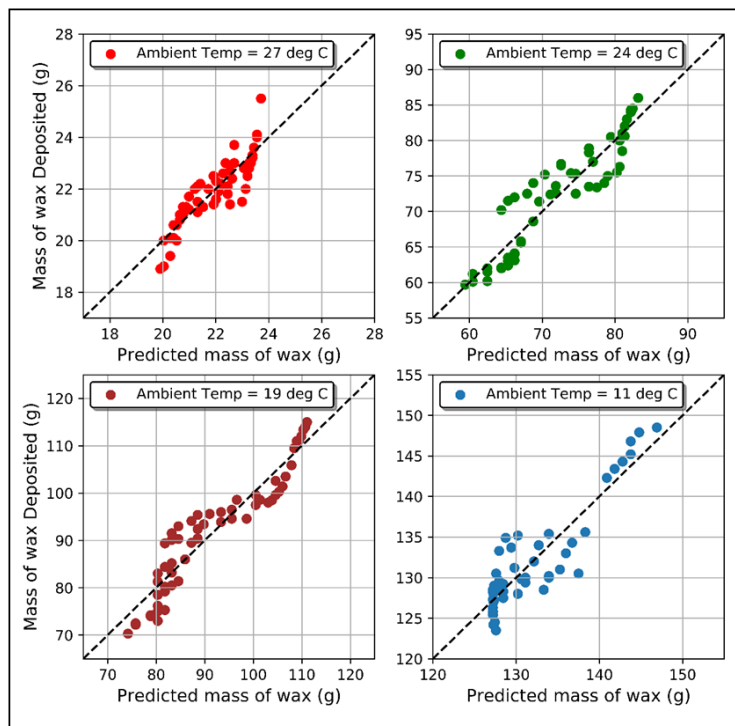 Ambient Temp = 27 deg C
28
26
24
22
20
18
Mass of wax Deposited (g)
18 20 22 24 26 28
Predicted mass of wax (g)
Ambient Temp = 24 deg C
95
90
85
80
75
70
65
60
55
60 70 80 90
Predicted mass of wax (g)
Ambient Temp = 19 deg C
120
110
100
90
80
70
Mass of wax Deposited (g)
70 80 90 100 110 120
Predicted mass of wax (g)
Ambient Temp = 11 deg C
155
150
145
140
135
130
125
120
120 130 140 150
Predicted mass of wax (g)